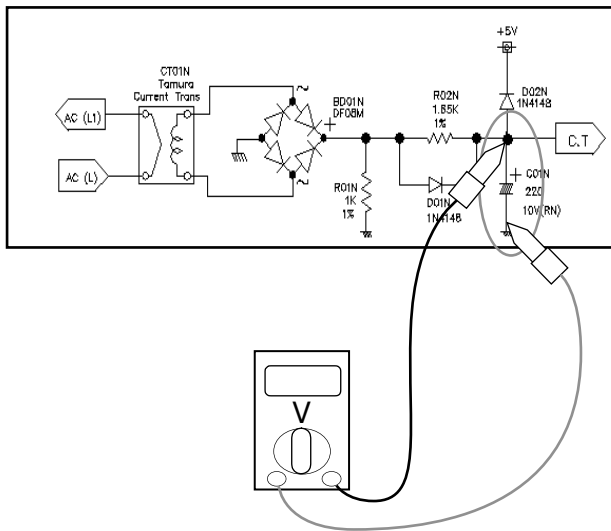 +5V
CT01N
Tamura
Current Trans
D02N
1N4148
BD01N
DF08M
R02N
1.85K
1%
AC (L1)
C.T
AC (L)
R01N
1K
1%
D01N
1N4148
C01N
220
10V(RN)
V